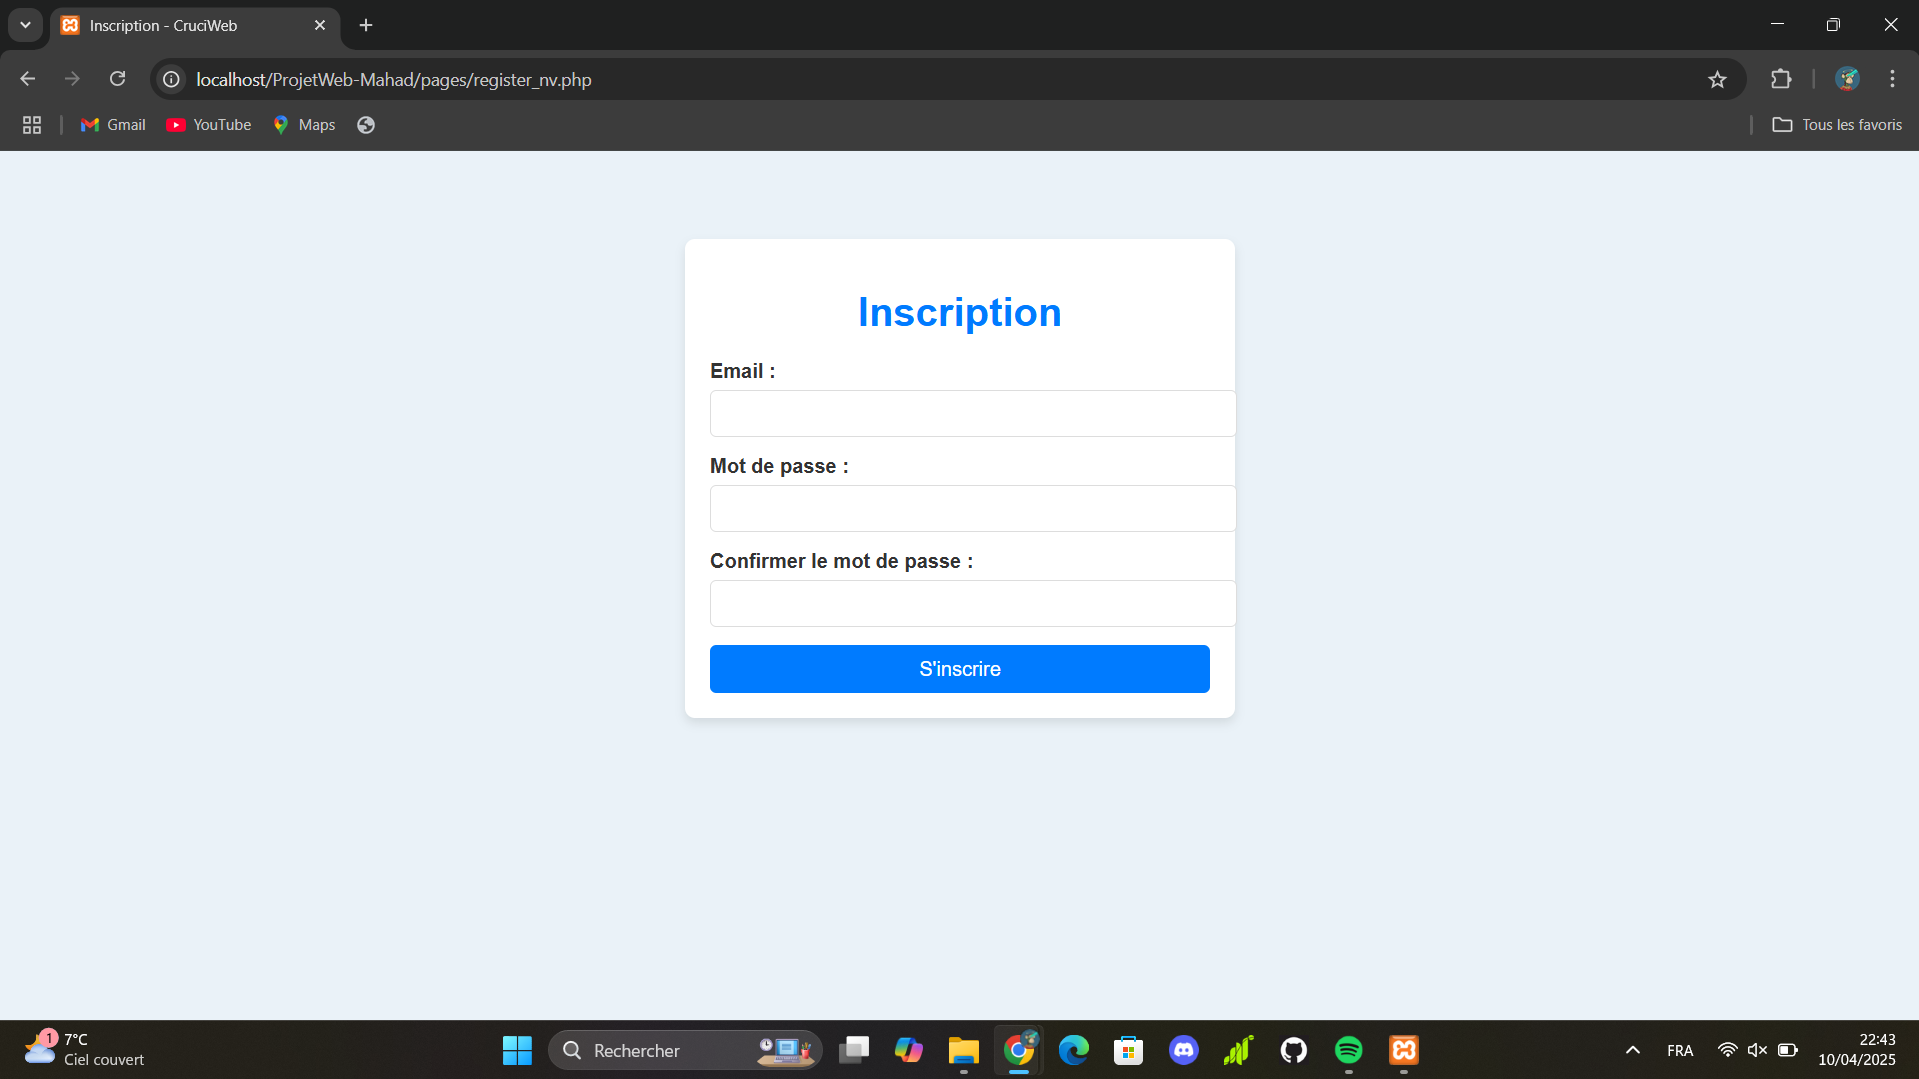 Inscription - CruciWeb
localhost/ProjetWeb-Mahad/pages/register_nv.php
Gmail
YouTube
Maps
Tous les favoris
Inscription
Email :
Mot de passe :
Confirmer le mot de passe :
S'inscrire
1
7°C
Ciel couvert
Rechercher
FRA
22:43
10/04/2025